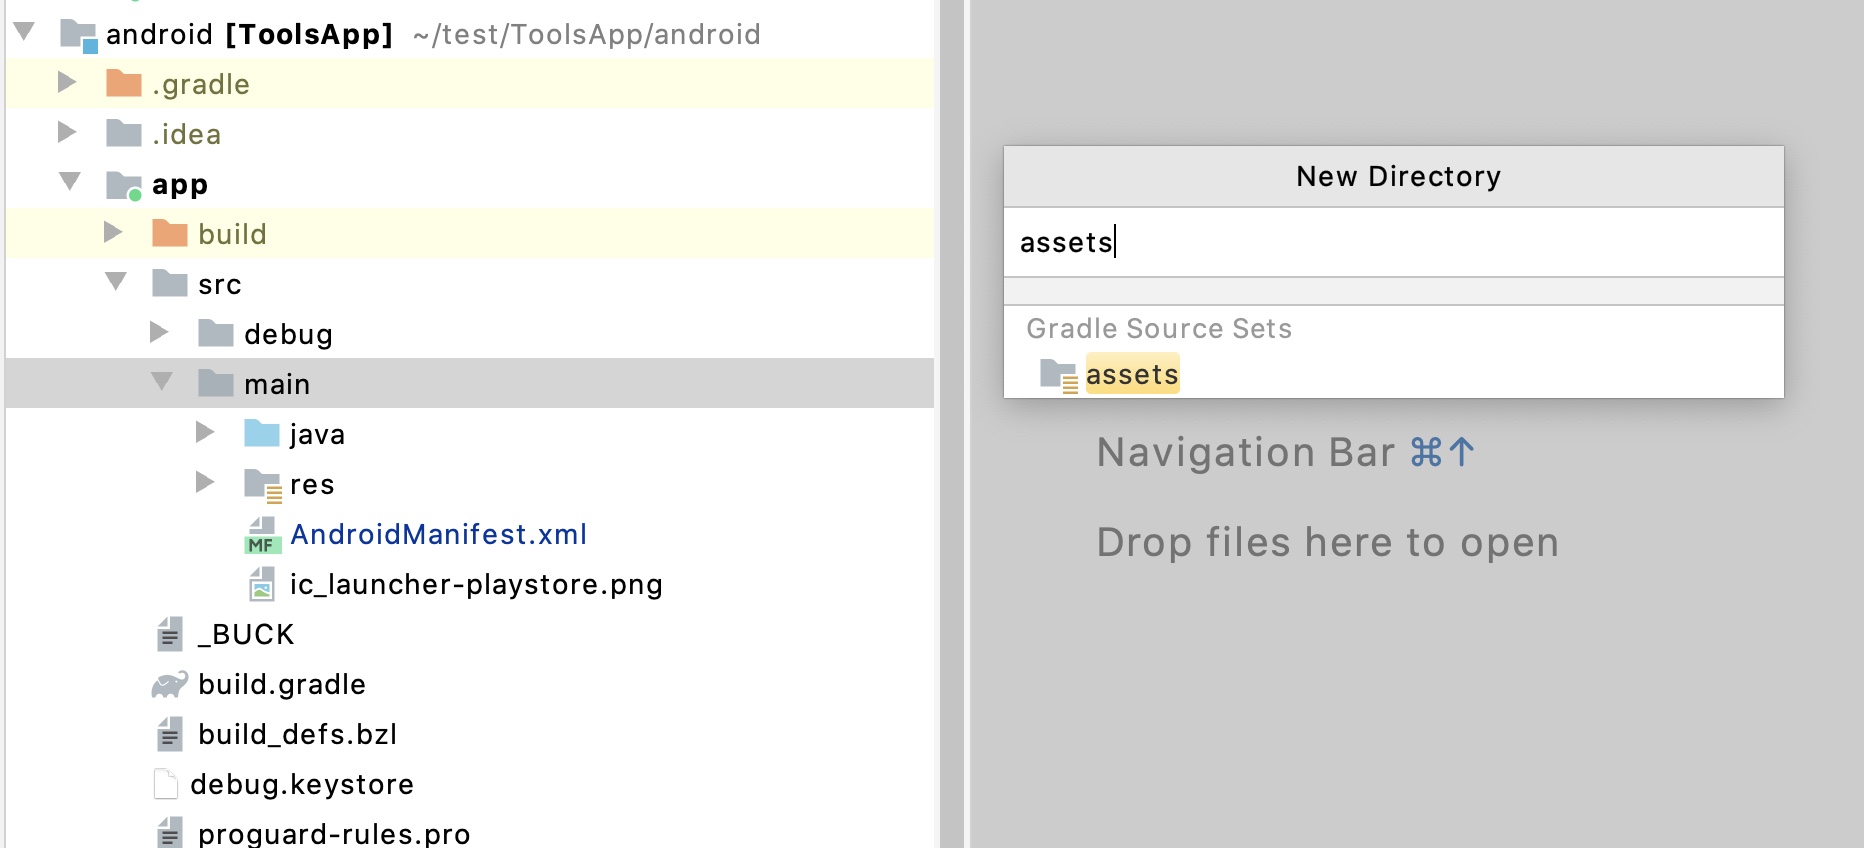 android [ToolsApp] ~/test/ToolsApp/android
.gradle
.idea
app
build
src
debug
main
java
res
MF AndroidManifest.xml
ic_launcher-playstore.png
_BUCK
build.gradle
build_defs.bzl
debug.keystore
proguard-rules.pro
New Directory
assets
Gradle Source Sets
assets
Navigation Bar ⌘↑
Drop files here to open